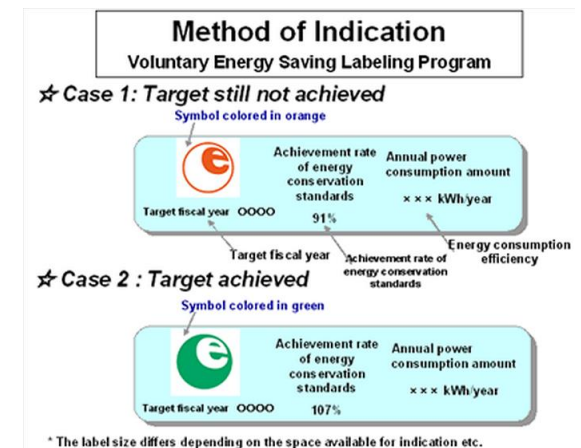 Method of Indication
Voluntary Energy Saving Labeling Program
☆ Case 1: Target still not achieved
Symbol colored in orange
e
Target fiscal year OOOO
Achievement rate
of energy
conservation
standards
91%
Annual power
consumption amount
××× kWh/year
Target fiscal year
Achievement rate of
energy conservation
standards
Energy consumption
efficiency
☆ Case 2 : Target achieved
Symbol colored in green
e
Target fiscal year OOOO
Achievement rate
of energy
conservation
standards
107%
Annual power
consumption amount
××× kWh/year
* The label size differs depending on the space available for indication etc.